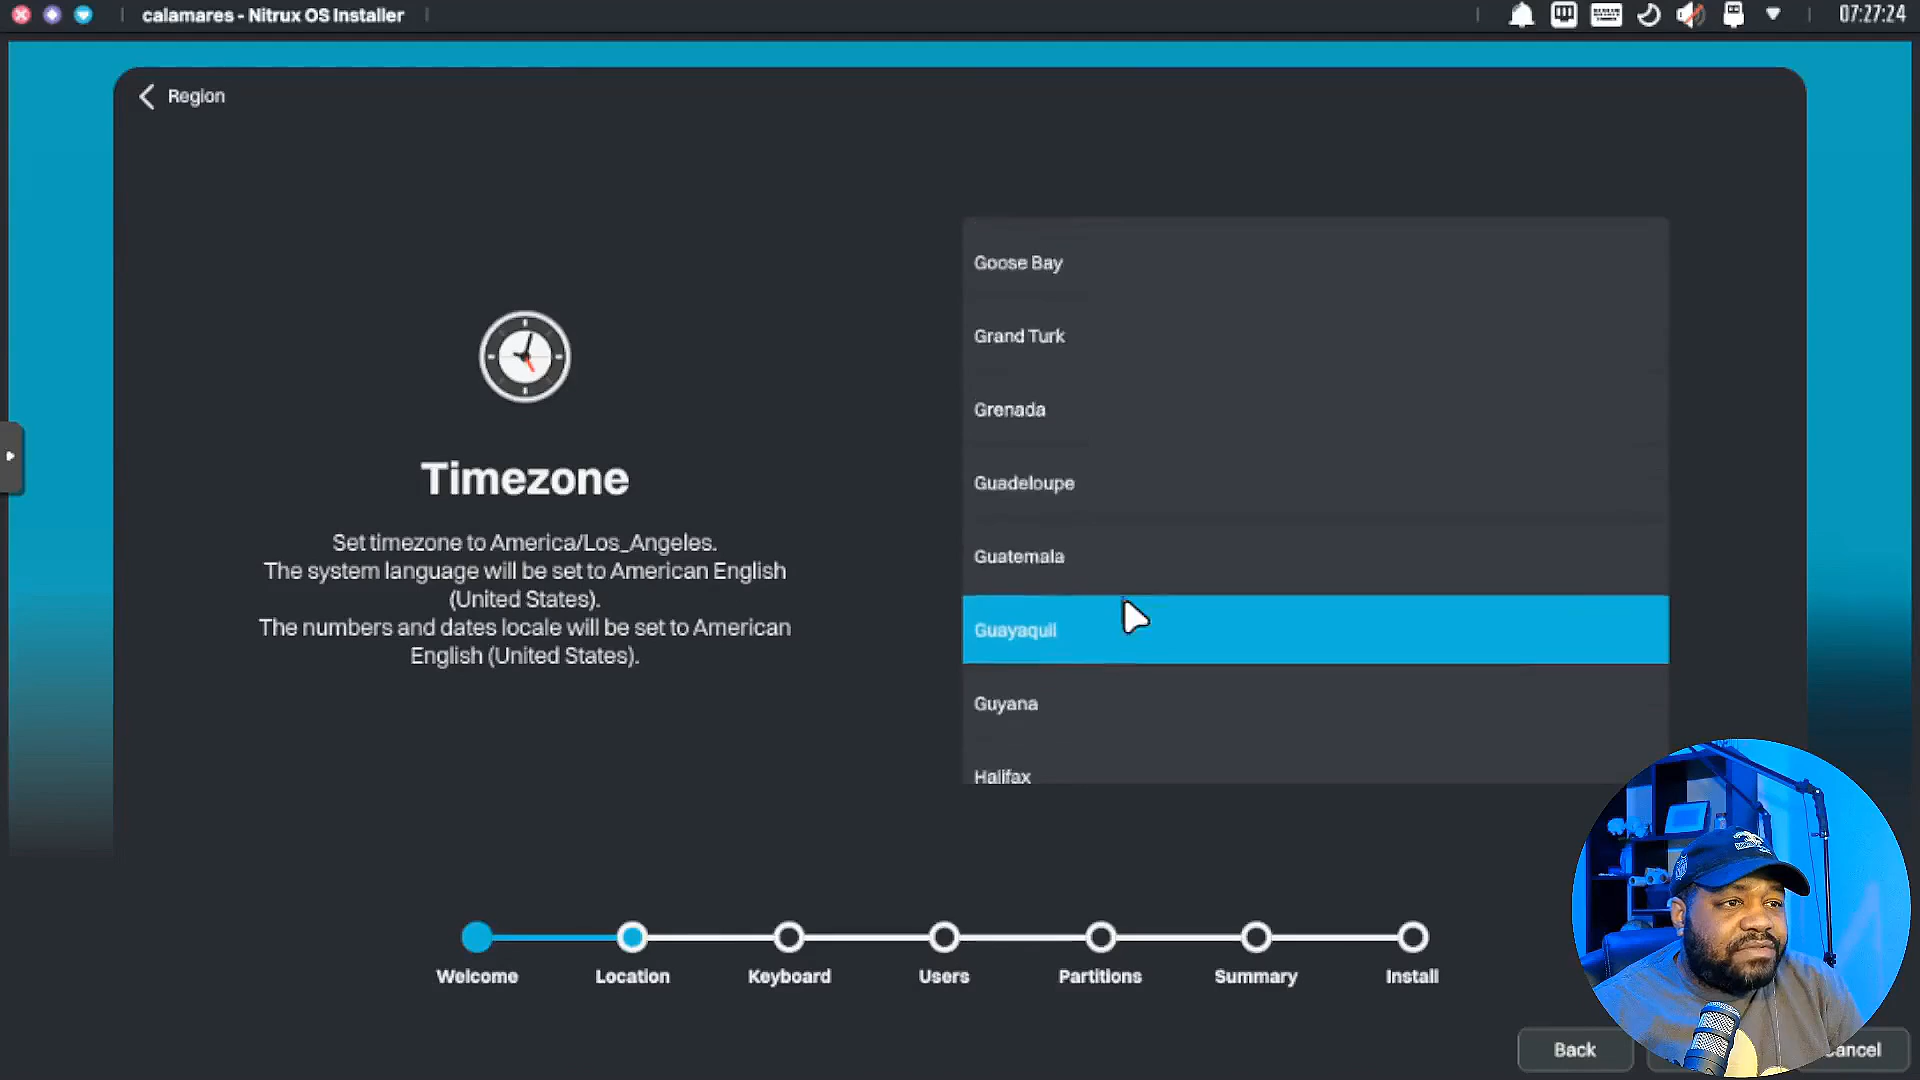 calamares - Nitrux OS Installer
07:27:24
Region
Goose Bay
Grand Turk
Grenada
Guadeloupe
Guatemala
Guayaquil
Guyana
Halifax
Timezone
Set timezone to America/Los_Angeles.
The system language will be set to American English
(United States).
The numbers and dates locale will be set to American
English (United States).
Welcome
Location
Keyboard
Users
Partitions
Summary
Install
Back